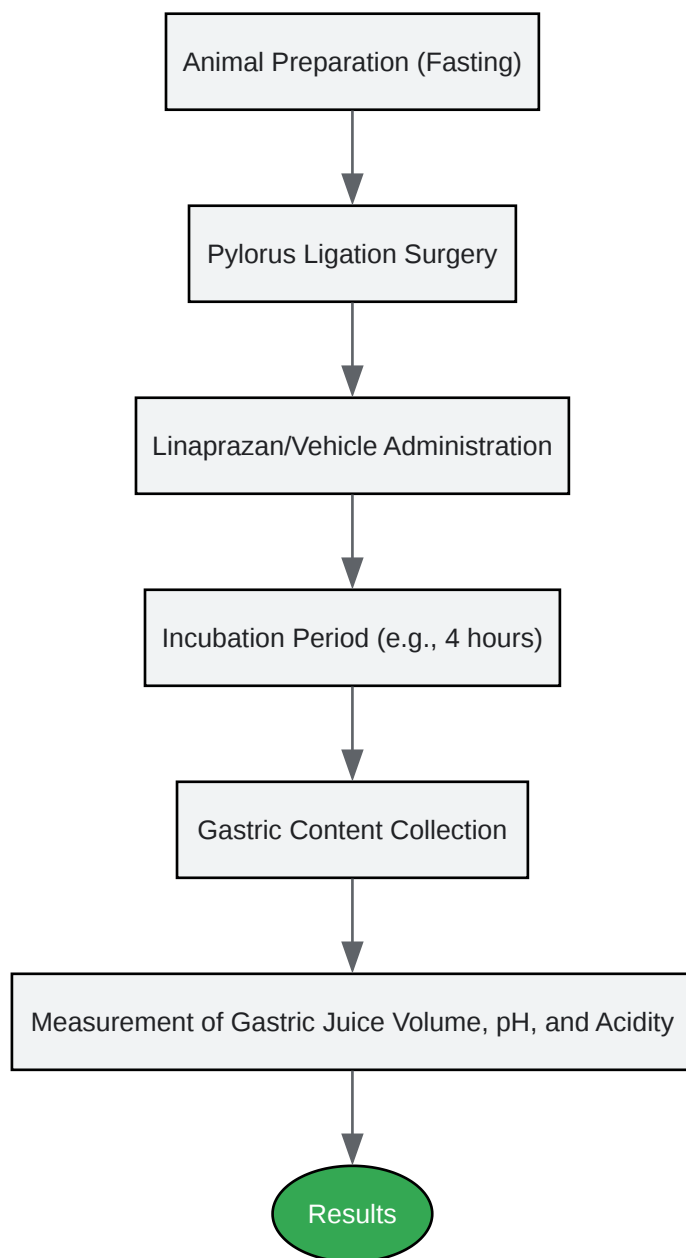 Animal Preparation (Fasting)
Pylorus Ligation Surgery
Linaprazan/Vehicle Administration
Incubation Period (e.g., 4 hours)
Gastric Content Collection
Measurement of Gastric Juice Volume, pH, and Acidity
Results